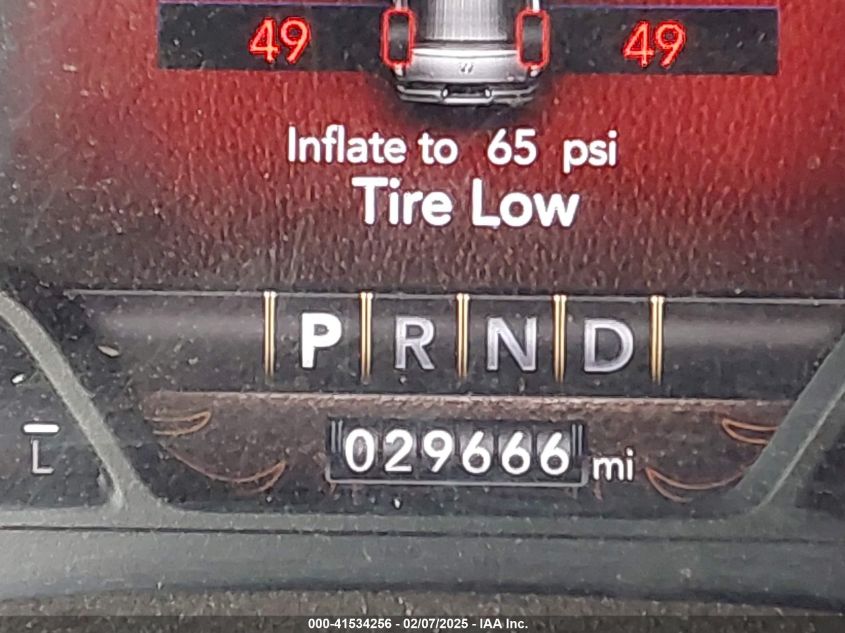 49 49
Inflate to 65 psi
Tire Low
P R N D
L
029666 mi
000-41534256 - 02/07/2025 - IAA Inc.